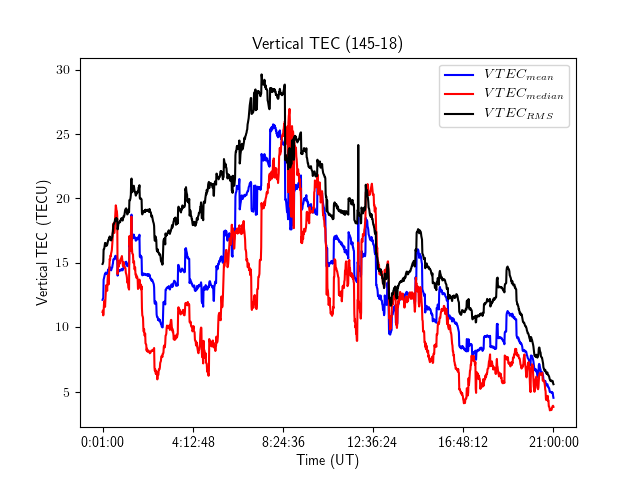 Vertical TEC (145-18)
VTEC_mean
VTEC_median
VTEC_RMS
Vertical TEC (TECU)
30
25
20
15
10
5
0:01:00 4:12:48 8:24:36 12:36:24 16:48:12 21:00:00
Time (UT)